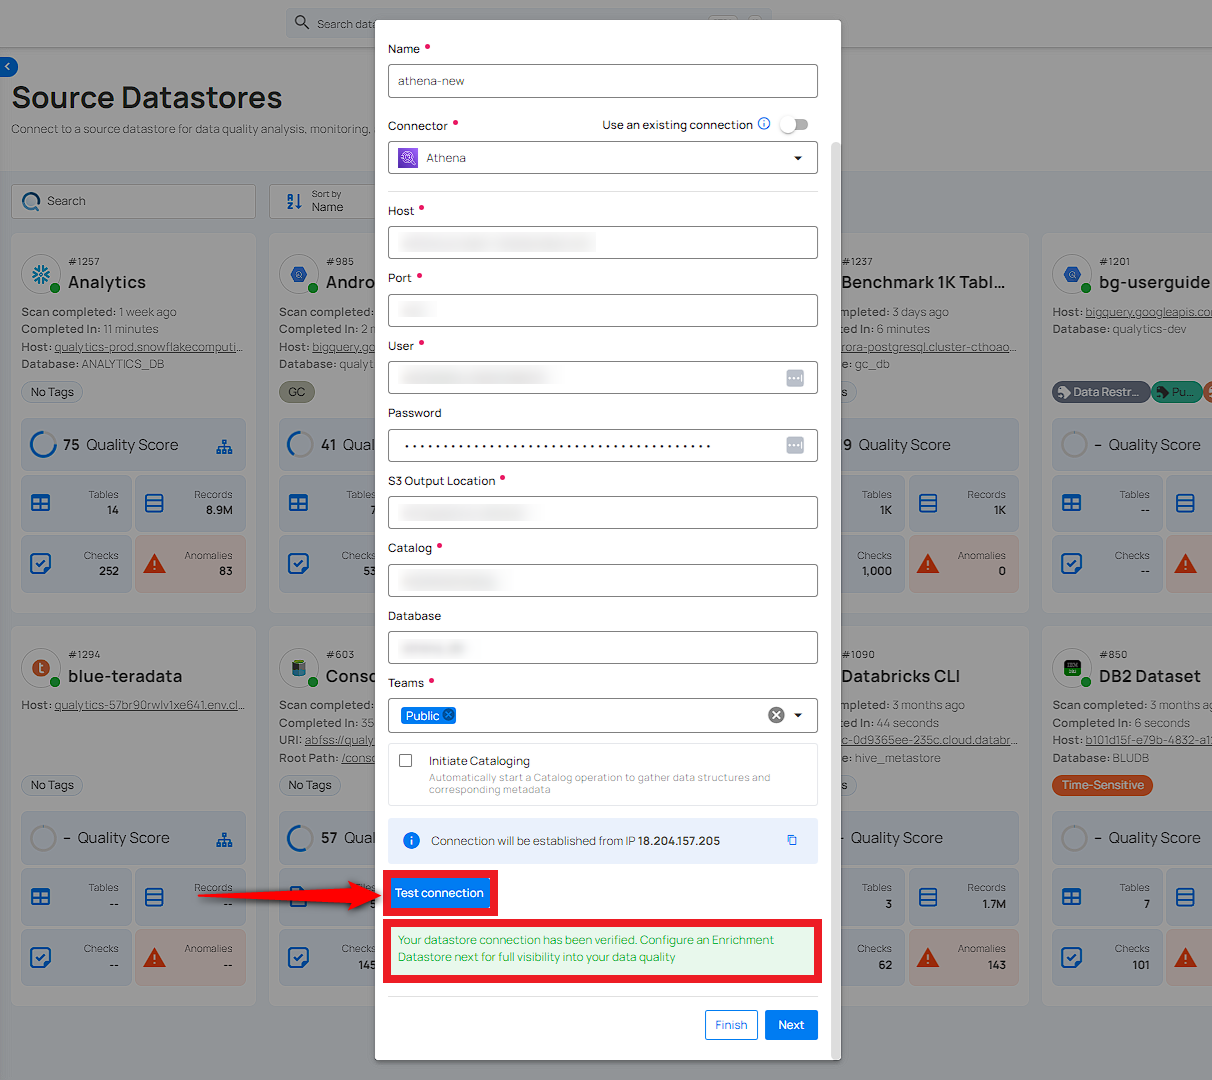 Search data
Source Datastores
Connect to a source datastore for data quality analysis, monitoring,
Search
Sort by
Name
#1257
Analytics
Scan completed: 1 week ago
Completed In: 11 minutes
Host: qualytics-prod.snowflakecomputi...
Database: ANALYTICS_DB
No Tags
75 Quality Score
Tables
14
Records
8.9M
Checks
252
Anomalies
83
#985
Andro
Scan completed:
Completed In: 2 m
Host: bigquery.go
Database: qualyt
GC
41 Qual
Tables
7
Checks
53
#1237
Benchmark 1K Tabl...
mpleted: 3 days ago
ed In: 6 minutes
rora-postgresql.cluster-cthoao...
e: gc_db
s
9 Quality Score
Tables
1K
Records
1K
Checks
1,000
Anomalies
0
#1201
bg-userguide
Host: bigquery.googleapis.co
Database: qualytics-dev
Data Restr...
Pu...
– Quality Score
Tables
--
Checks
--
#1294
blue-teradata
Host: qualytics-57br90rwlv1xe641.env.cl...
No Tags
– Quality Score
Tables
--
Records
--
Checks
--
Anomalies
--
#603
Conso
Scan completed:
Completed In: 35
URI: abfss://qualy
Root Path: /conso
No Tags
57 Qual
Checks
145
#1090
Databricks CLI
mpleted: 3 months ago
ed In: 44 seconds
c-0d9365ee-235c.cloud.databr...
e: hive_metastore
s
- Quality Score
Tables
3
Records
1.7M
Checks
62
Anomalies
143
#850
DB2 Dataset
Scan completed: 3 months ag
Completed In: 6 seconds
Host: b101d15f-e79b-4832-a1
Database: BLUDB
Time-Sensitive
– Quality Score
Tables
7
Checks
101
Name
athena-new
Connector
Use an existing connection
Athena
Host
Port
User
Password
S3 Output Location
Catalog
Database
Teams
Public
Initiate Cataloging
Automatically start a Catalog operation to gather data structures and
corresponding metadata
Connection will be established from IP 18.204.157.205
Test connection
Your datastore connection has been verified. Configure an Enrichment
Datastore next for full visibility into your data quality
Finish
Next